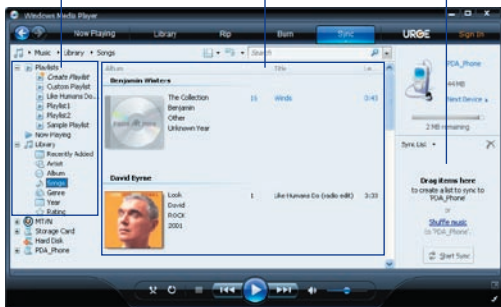 Windows Media Player
Now Playing Library Rip Burn Sync URGE Sign In
Music Library Songs
Search
Playlists
Create Playlist
Custom Playlist
Like Humans Do...
Playlist1
Playlist2
Sample Playlist
Now Playing
Library
Recently Added
Artist
Album
Songs
Genre
Year
Rating
MTVN
Storage Card
Hard Disk
PDA_Phone
Album Title
Benjamin Winters
The Collection 16 Winds 3:43
Benjamin
Other
Unknown Year
David Byrne
Look 1 Like Humans Do (radio edit) 3:33
David
ROCK
2001
PDA_Phone
44MB
Next Device
2 MB remaining
Sync List
Drag items here
to create a list to sync to
'PDA_Phone'
or
Shuffle music
to 'PDA_Phone'.
Start Sync